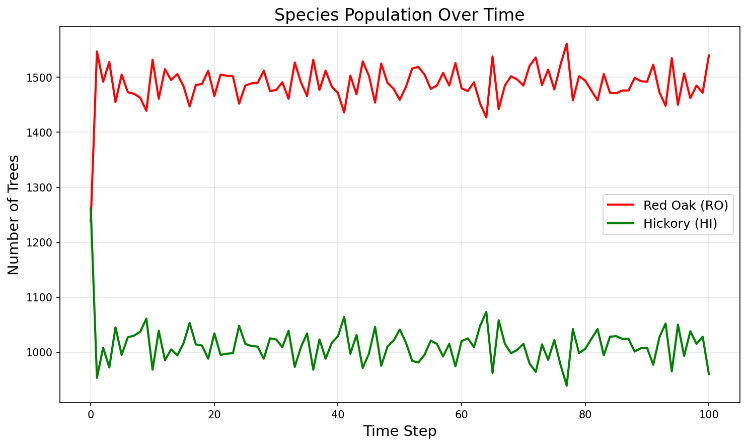 Species Population Over Time
Number of Trees
1500
1400
1300
1200
1100
1000
Red Oak (RO)
Hickory (HI)
0 20 40 60 80 100
Time Step